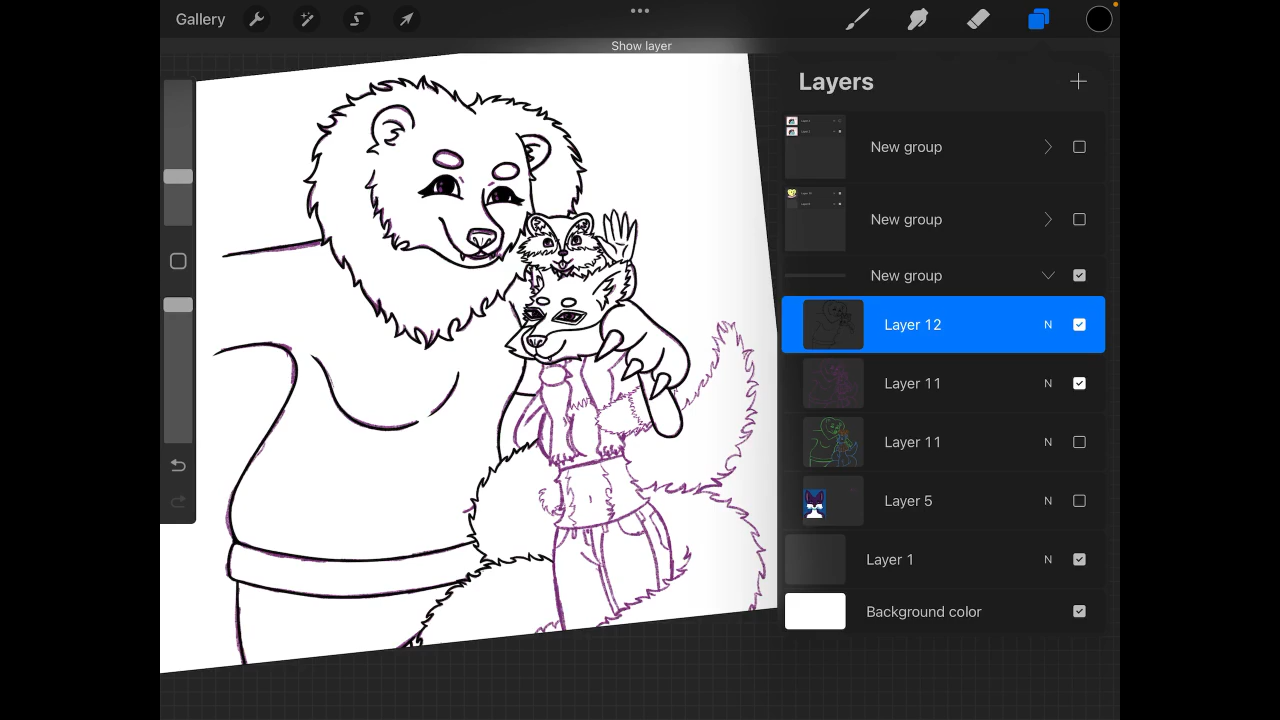 Gallery
Show layer
Layers
New group
New group
New group
Layer 12 N
Layer 11 N
Layer 11 N
Layer 5 N
Layer 1 N
Background color